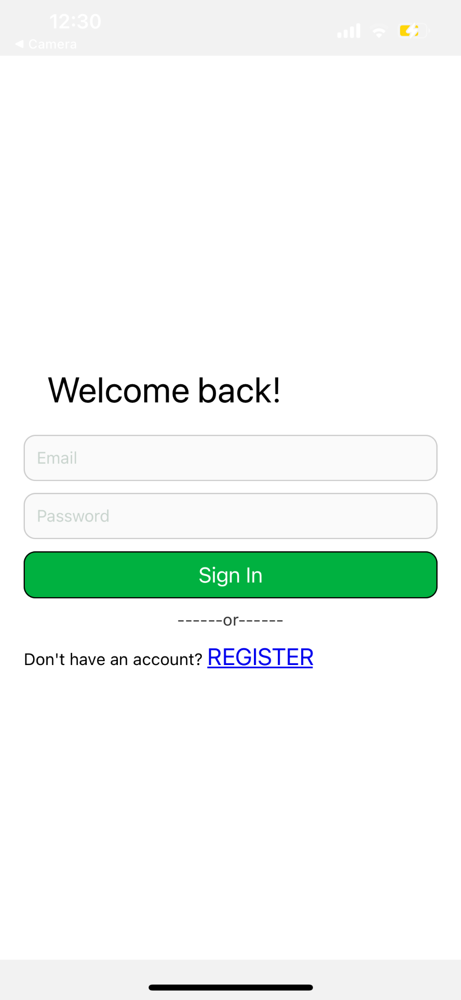 12:30
◀ Camera
Welcome back!
Email
Password
Sign In
------or------
Don't have an account? REGISTER